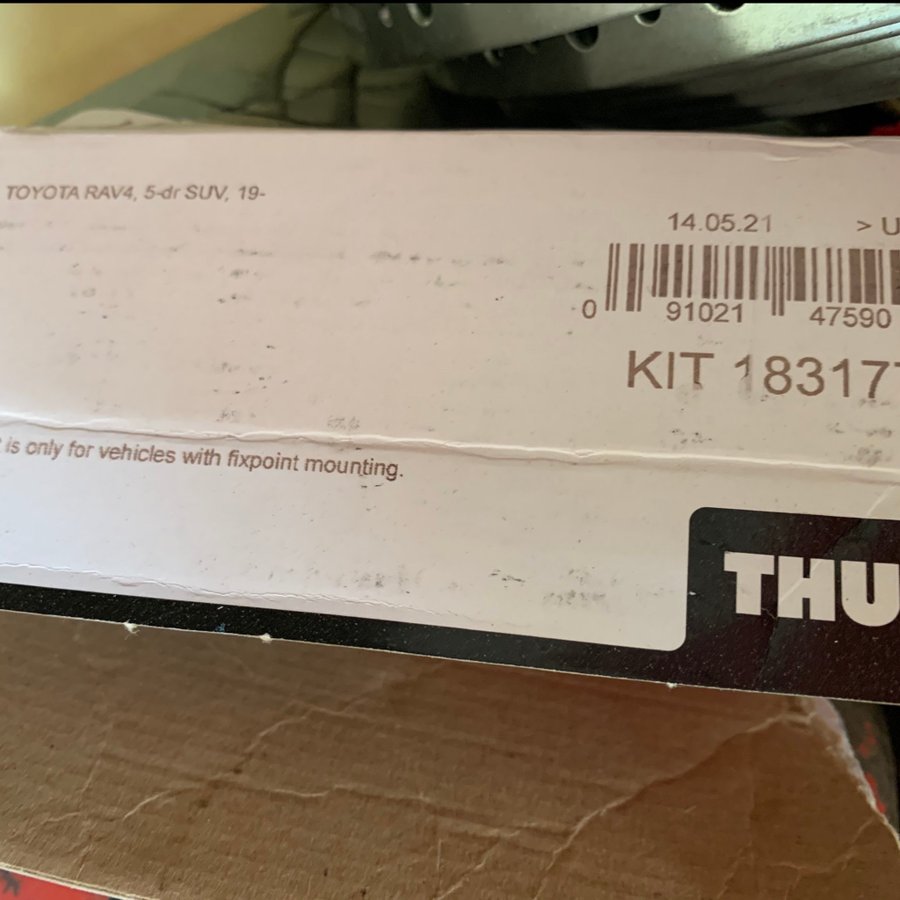 TOYOTA RAV4, 5-dr SUV, 19-
14.05.21 > U
0 91021 47590
KIT 183177
is only for vehicles with fixpoint mounting.
THU